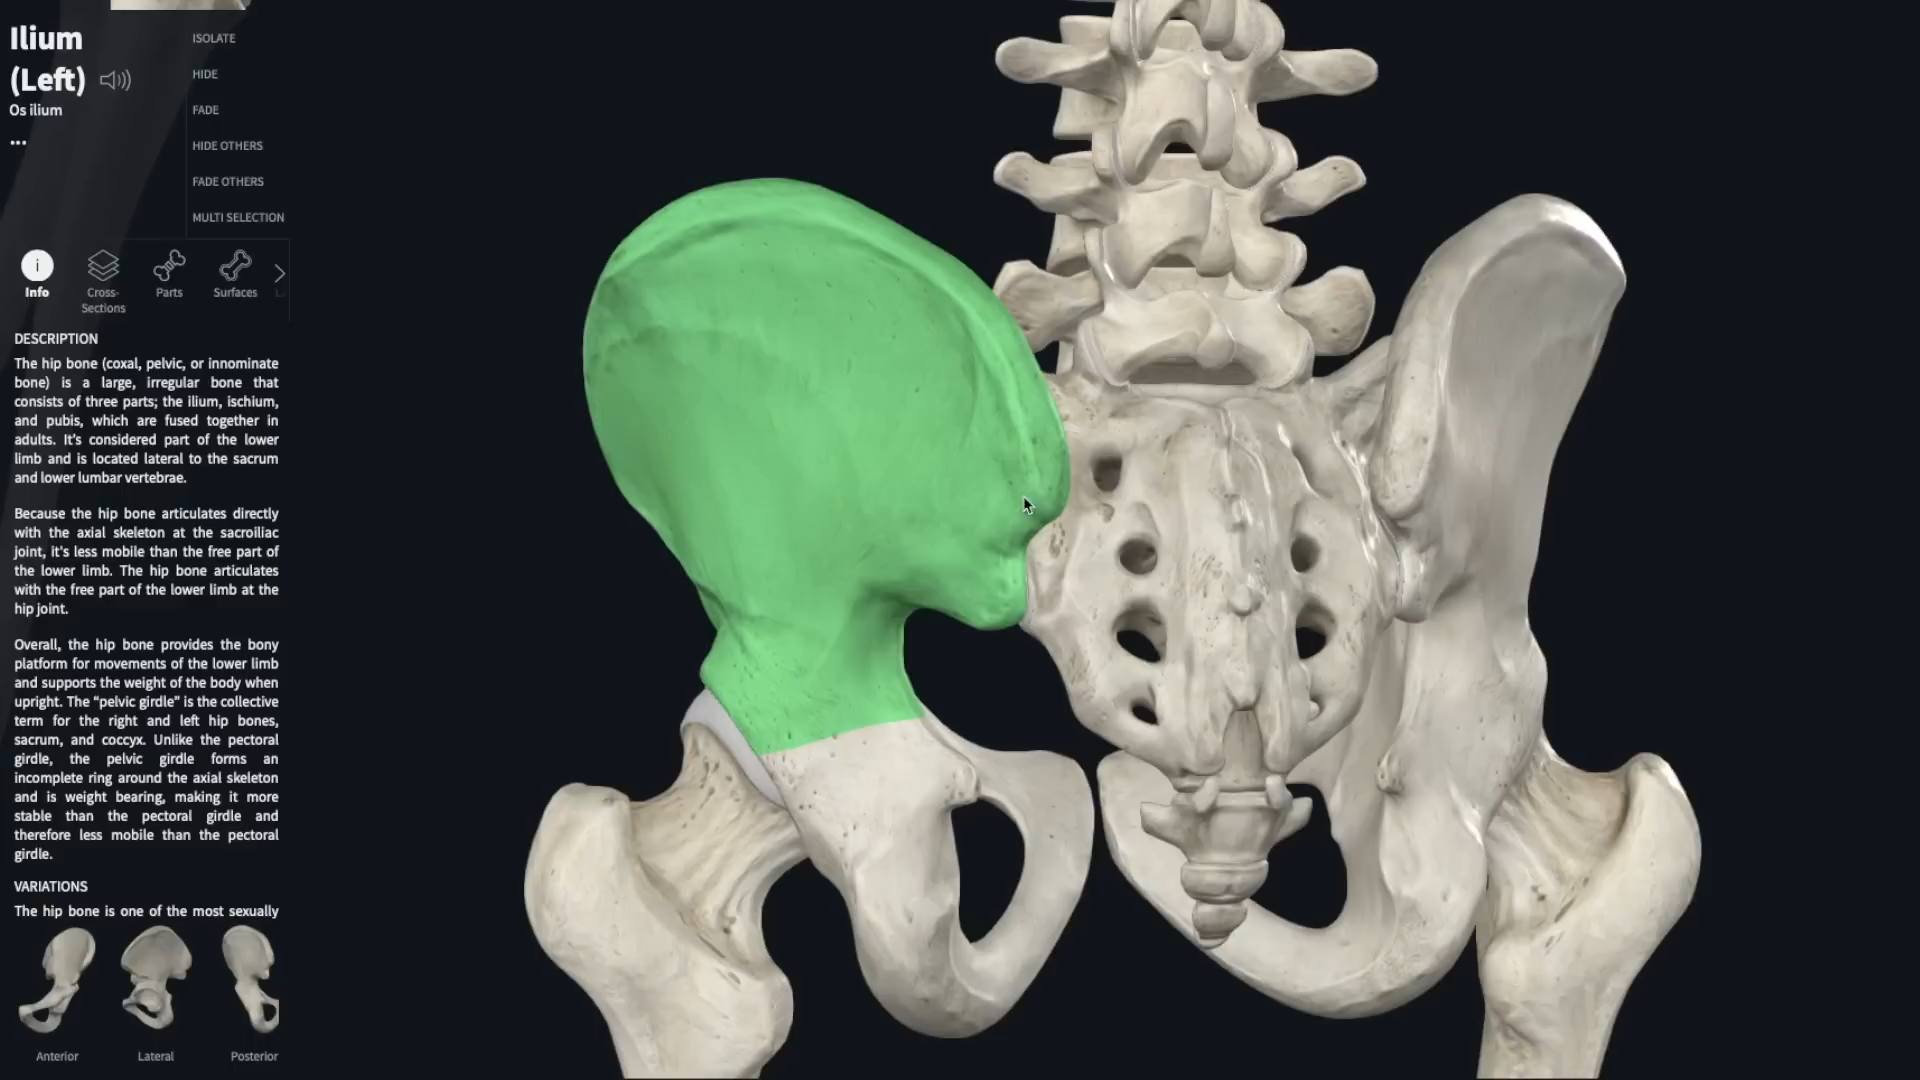 Ilium
(Left)
Os ilium
...
ISOLATE
HIDE
FADE
HIDE OTHERS
FADE OTHERS
MULTI SELECTION
Info
Cross-
Sections
Parts
Surfaces
DESCRIPTION
The hip bone (coxal, pelvic, or innominate
bone) is a large, irregular bone that
consists of three parts; the ilium, ischium,
and pubis, which are fused together in
adults. It's considered part of the lower
limb and is located lateral to the sacrum
and lower lumbar vertebrae.
Because the hip bone articulates directly
with the axial skeleton at the sacroiliac
joint, it's less mobile than the free part of
the lower limb. The hip bone articulates
with the free part of the lower limb at the
hip joint.
Overall, the hip bone provides the bony
platform for movements of the lower limb
and supports the weight of the body when
upright. The “pelvic girdle” is the collective
term for the right and left hip bones,
sacrum, and coccyx. Unlike the pectoral
girdle, the pelvic girdle forms an
incomplete ring around the axial skeleton
and is weight bearing, making it more
stable than the pectoral girdle and
therefore less mobile than the pectoral
girdle.
VARIATIONS
The hip bone is one of the most sexually
Anterior
Lateral
Posterior